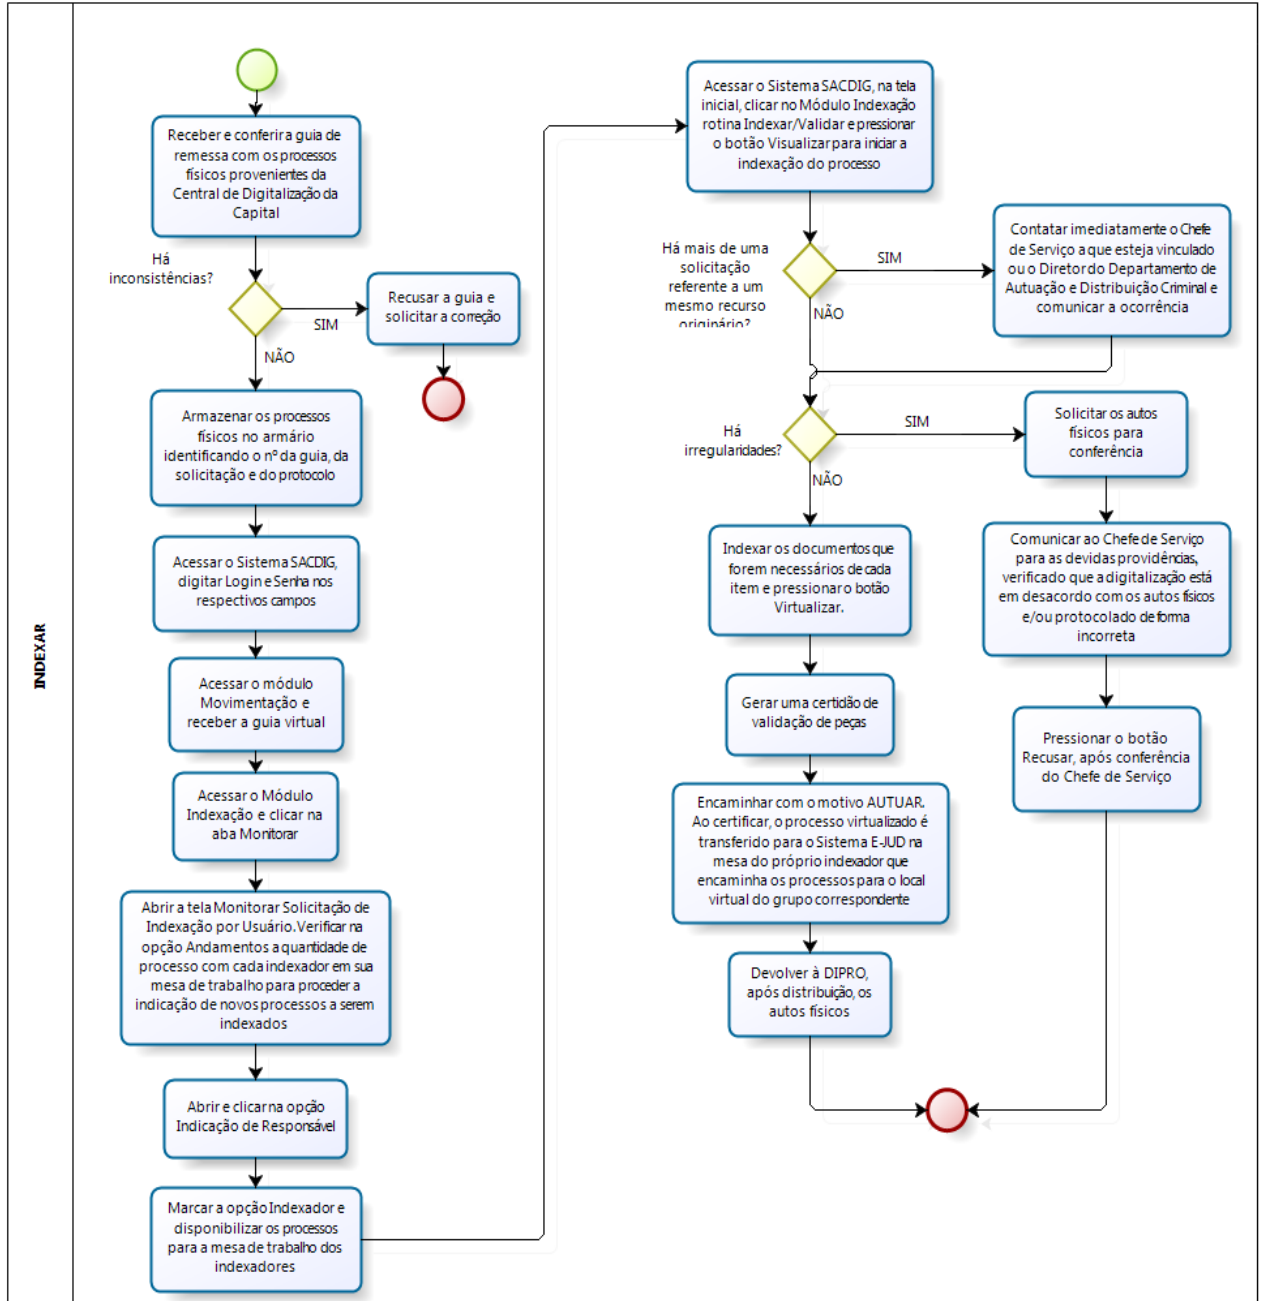 INDEXAR
Receber e conferir a guia de
remessa com os processos
físicos provenientes da
Central de Digitalização da
Capital
Há
inconsistências?
SIM
Recusar a guia e
solicitar a correção
NÃO
Armazenar os processos
físicos no armário
identificando o nº da guia, da
solicitação e do protocolo
Acessar o Sistema SACDIG,
digitar Login e Senha nos
respectivos campos
Acessar o módulo
Movimentação e
receber a guia virtual
Acessar o Módulo
Indexação e clicar na
aba Monitorar
Abrir a tela Monitorar Solicitação de
Indexação por Usuário. Verificar na
opção Andamentos a quantidade de
processo com cada indexador em sua
mesa de trabalho para proceder a
indicação de novos processos a serem
indexados
Abrir e clicar na opção
Indicação de Responsável
Marcar a opção Indexador e
disponibilizar os processos
para a mesa de trabalho dos
indexadores
Acessar o Sistema SACDIG, na tela
inicial, clicar no Módulo Indexação
rotina Indexar/Validar e pressionar
o botão Visualizar para iniciar a
indexação do processo
Há mais de uma
solicitação
referente a um
mesmo recurso
originário?
SIM
Contatar imediatamente o Chefe
de Serviço a que esteja vinculado
ou o Diretor do Departamento de
Autuação e Distribuição Criminal e
comunicar a ocorrência
NÃO
Há
irregularidades?
SIM
Solicitar os autos
físicos para
conferência
NÃO
Comunicar ao Chefe de Serviço
para as devidas providências,
verificado que a digitalização está
em desacordo com os autos físicos
e/ou protocolado de forma
incorreta
Pressionar o botão
Recusar, após conferência
do Chefe de Serviço
Indexar os documentos que
forem necessários de cada
item e pressionar o botão
Virtualizar.
Gerar uma certidão de
validação de peças
Encaminhar com o motivo AUTUAR.
Ao certificar, o processo virtualizado é
transferido para o Sistema E-JUD na
mesa do próprio indexador que
encaminha os processos para o local
virtual do grupo correspondente
Devolver à DIPRO,
após distribuição, os
autos físicos